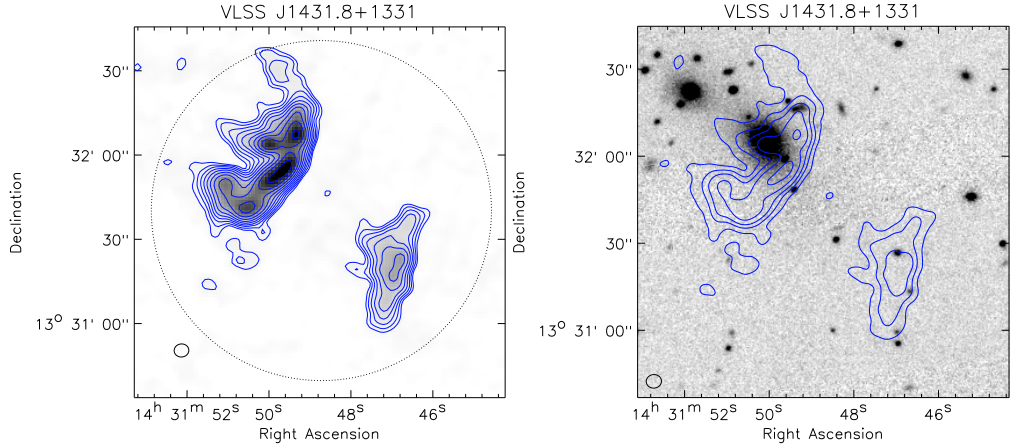 VLSS J1431.8+1331
Declination
30''
32' 00''
30''
13° 31' 00''
14ʰ 31ᵐ 52ˢ 50ˢ 48ˢ 46ˢ
Right Ascension
VLSS J1431.8+1331
Declination
30''
32' 00''
30''
13° 31' 00''
14ʰ 31ᵐ 52ˢ 50ˢ 48ˢ 46ˢ
Right Ascension